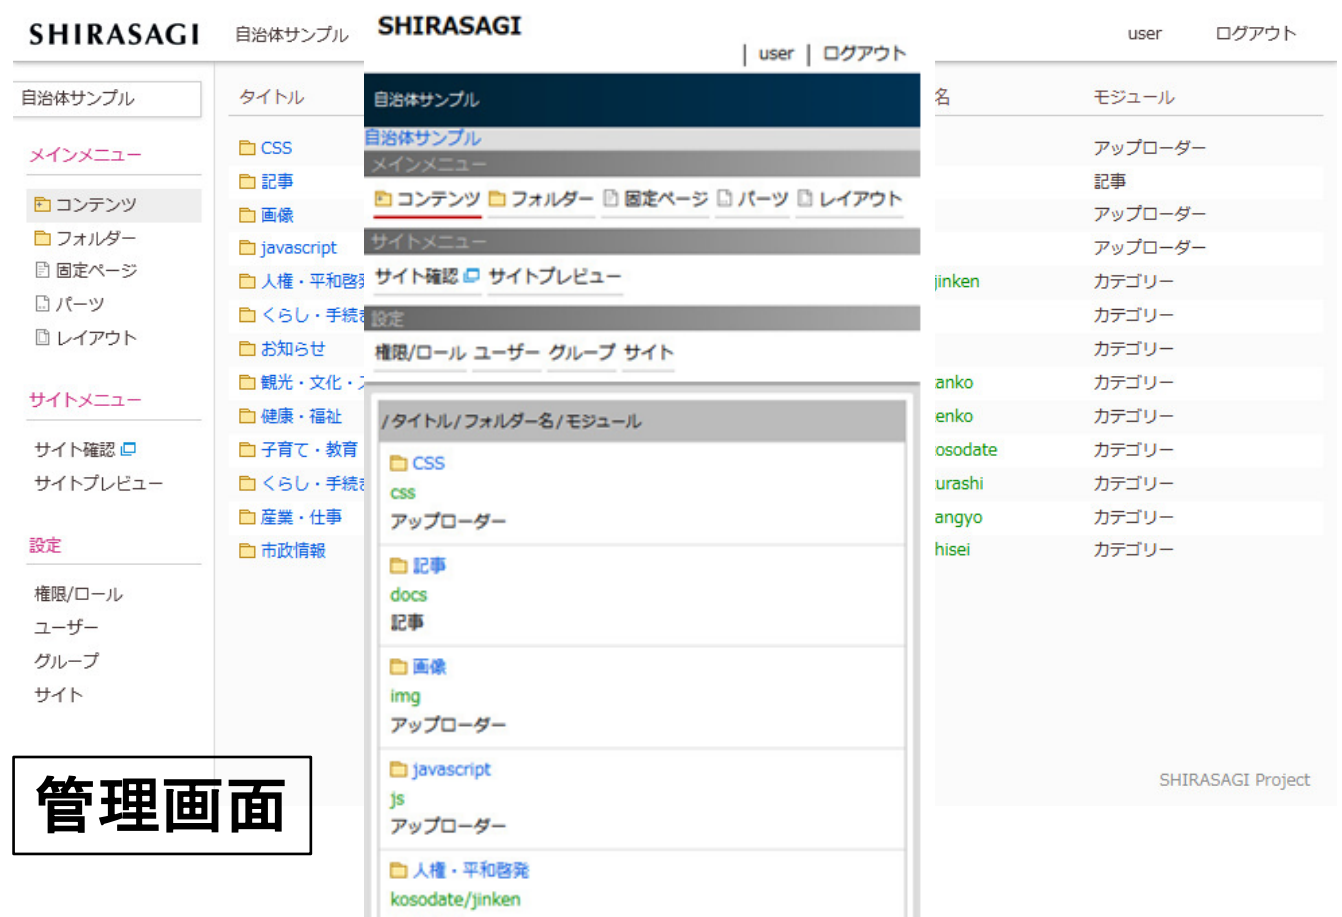 SHIRASAGI
自治体サンプル
user
ログアウト
自治体サンプル
メインメニュー
コンテンツ
フォルダー
固定ページ
パーツ
レイアウト
サイトメニュー
サイト確認
サイトプレビュー
設定
権限/ロール
ユーザー
グループ
サイト
管理画面
タイトル
CSS
記事
画像
javascript
人権・平和啓
くらし・手続
お知らせ
観光・文化・
健康・福祉
子育て・教育
くらし・手続
産業・仕事
市政情報
SHIRASAGI
| user | ログアウト
自治体サンプル
自治体サンプル
メインメニュー
コンテンツ フォルダー 固定ページ パーツ レイアウト
サイトメニュー
サイト確認 サイトプレビュー
設定
権限/ロール ユーザー グループ サイト
/タイトル/フォルダー名/モジュール
CSS
css
アップローダー
記事
docs
記事
画像
img
アップローダー
javascript
js
アップローダー
人権・平和啓発
kosodate/jinken
名 モジュール
アップローダー
記事
アップローダー
アップローダー
jinken カテゴリー
カテゴリー
カテゴリー
anko カテゴリー
enko カテゴリー
osodate カテゴリー
urashi カテゴリー
angyo カテゴリー
hisei カテゴリー
SHIRASAGI Project